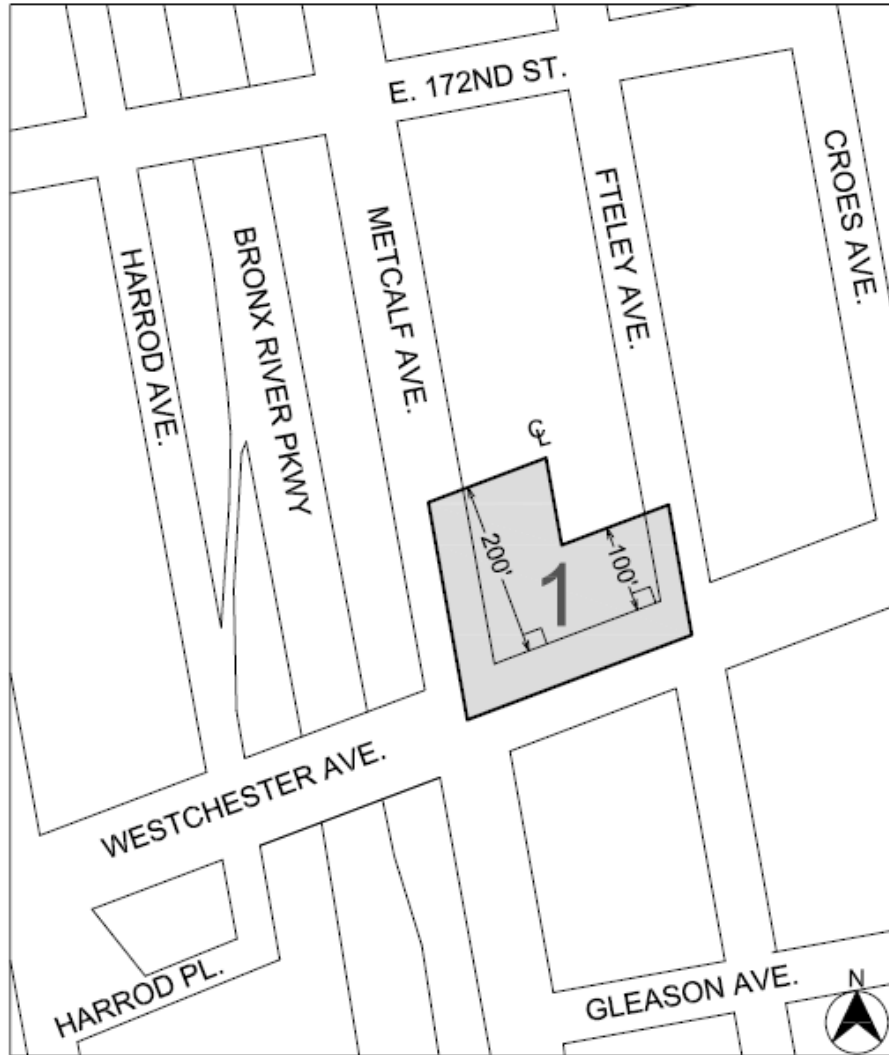 E. 172ND ST.
CROES AVE.
FTELEY AVE.
METCALF AVE.
BRONX RIVER PKWY
HARROD AVE.
CL
200'
100'
1
WESTCHESTER AVE.
HARROD PL.
GLEASON AVE.
N